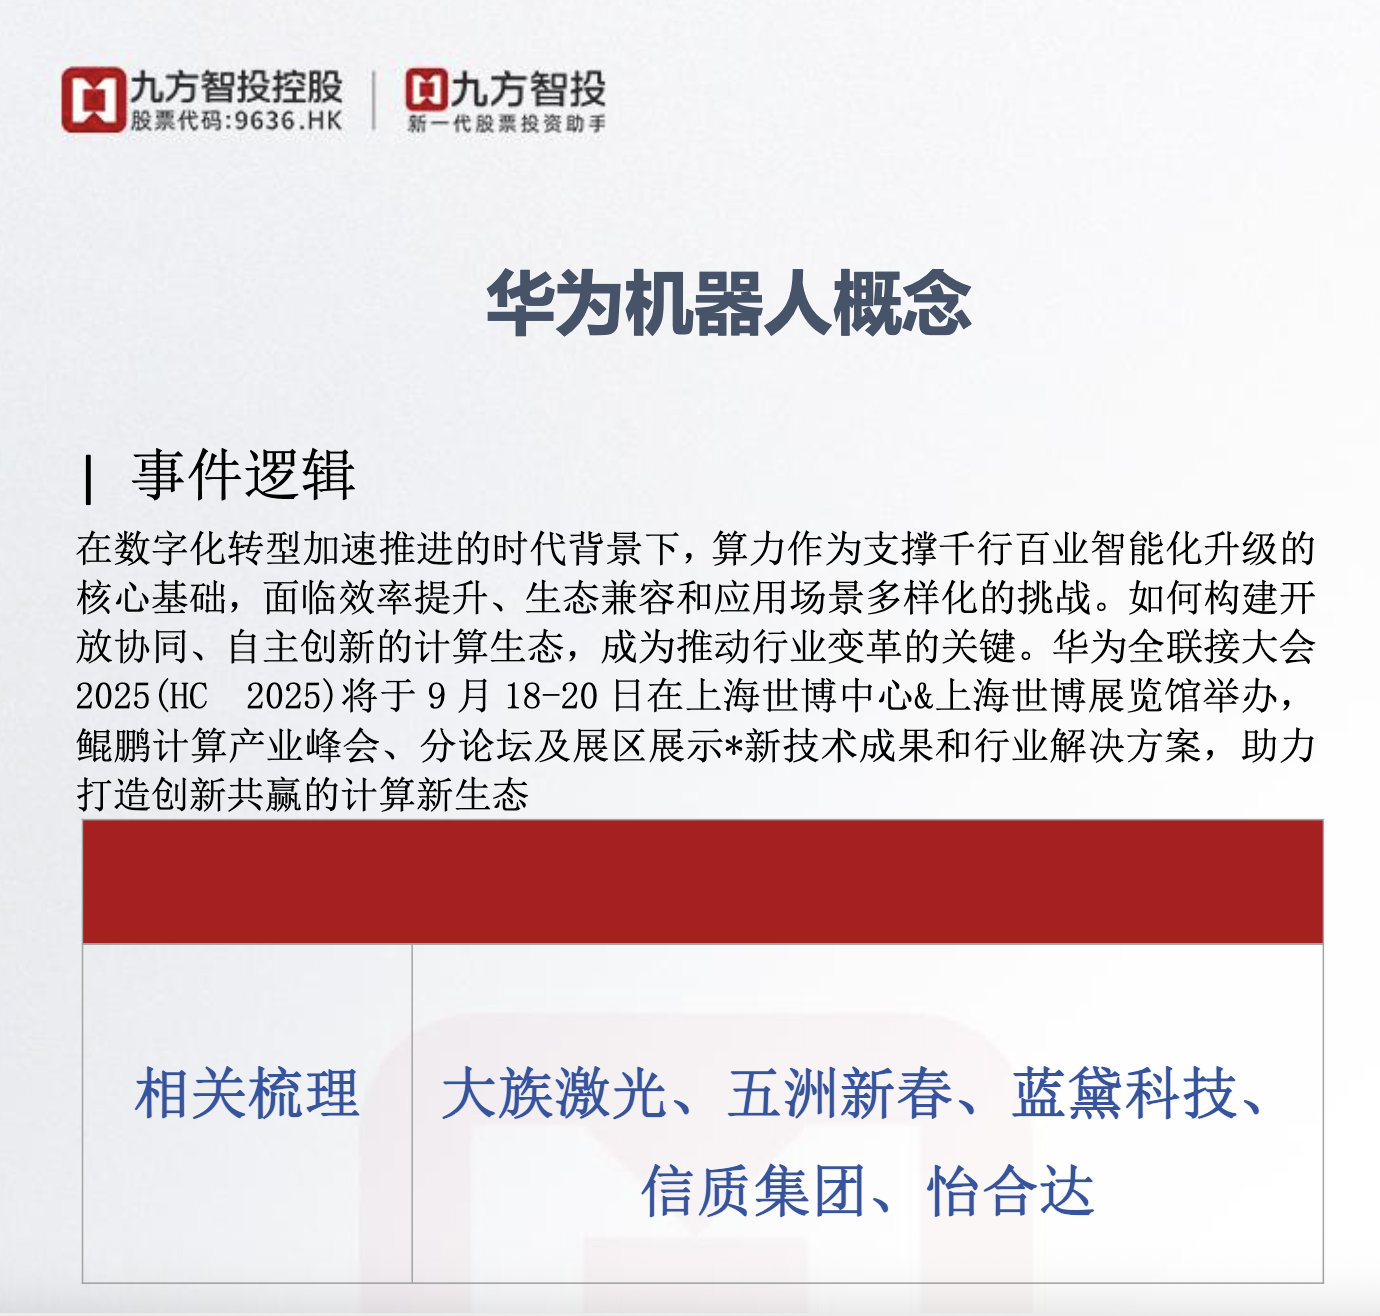 九方智投控股
股票代码:9636.HK
九方智投
新一代股票投资助手
华为机器人概念
| 事件逻辑
在数字化转型加速推进的时代背景下，算力作为支撑千行百业智能化升级的
核心基础，面临效率提升、生态兼容和应用场景多样化的挑战。如何构建开
放协同、自主创新的计算生态，成为推动行业变革的关键。华为全联接大会
2025(HC 2025)将于 9 月 18-20 日在上海世博中心&上海世博展览馆举办，
鲲鹏计算产业峰会、分论坛及展区展示*新技术成果和行业解决方案，助力
打造创新共赢的计算新生态
相关梳理
大族激光、五洲新春、蓝黛科技、
信质集团、怡合达